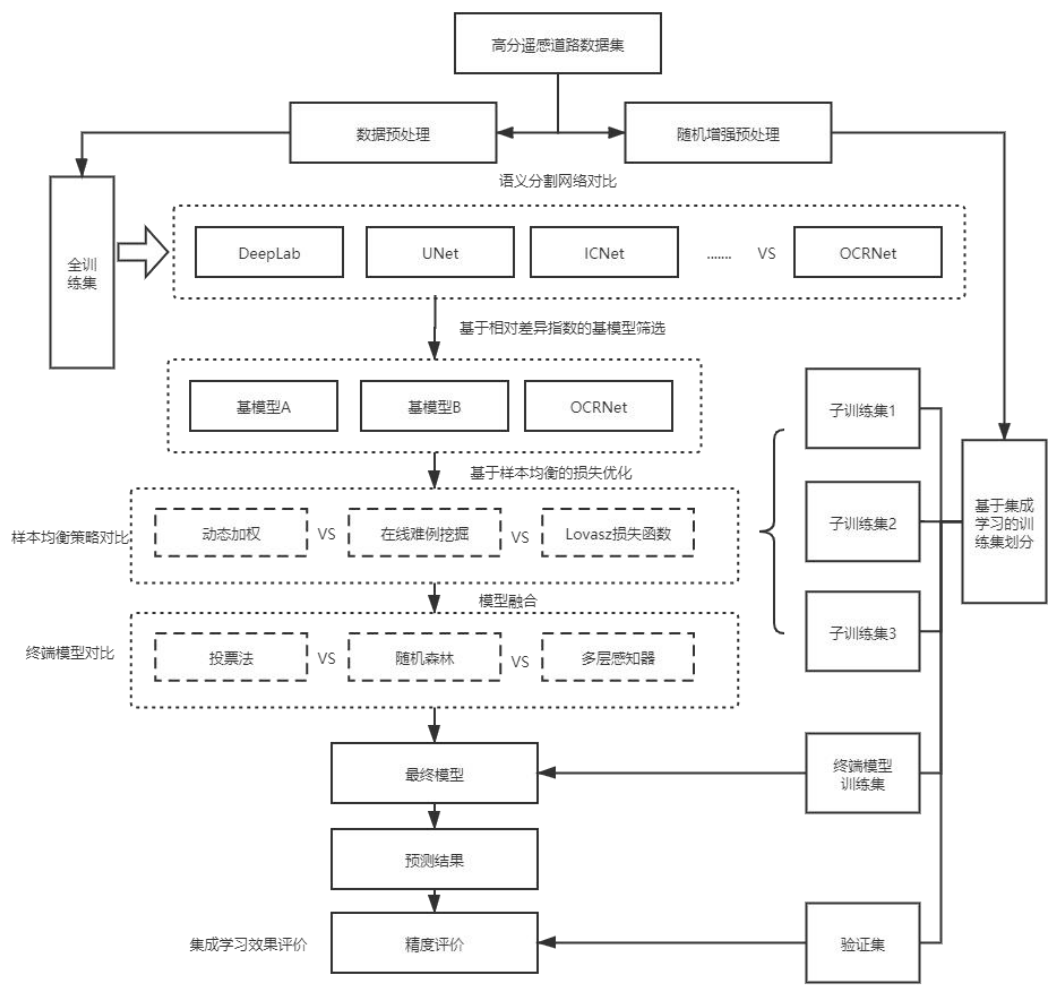 高分遥感道路数据集
数据预处理
随机增强预处理
语义分割网络对比
全训
练集
DeepLab
UNet
ICNet
.......
VS
OCRNet
基于相对差异指数的基模型筛选
基模型A
基模型B
OCRNet
子训练集1
基于样本均衡的损失优化
样本均衡策略对比
动态加权
VS
在线难例挖掘
VS
Lovasz损失函数
子训练集2
基于集成
学习的训
练集划分
模型融合
终端模型对比
投票法
VS
随机森林
VS
多层感知器
子训练集3
最终模型
终端模型
训练集
预测结果
集成学习效果评价
精度评价
验证集